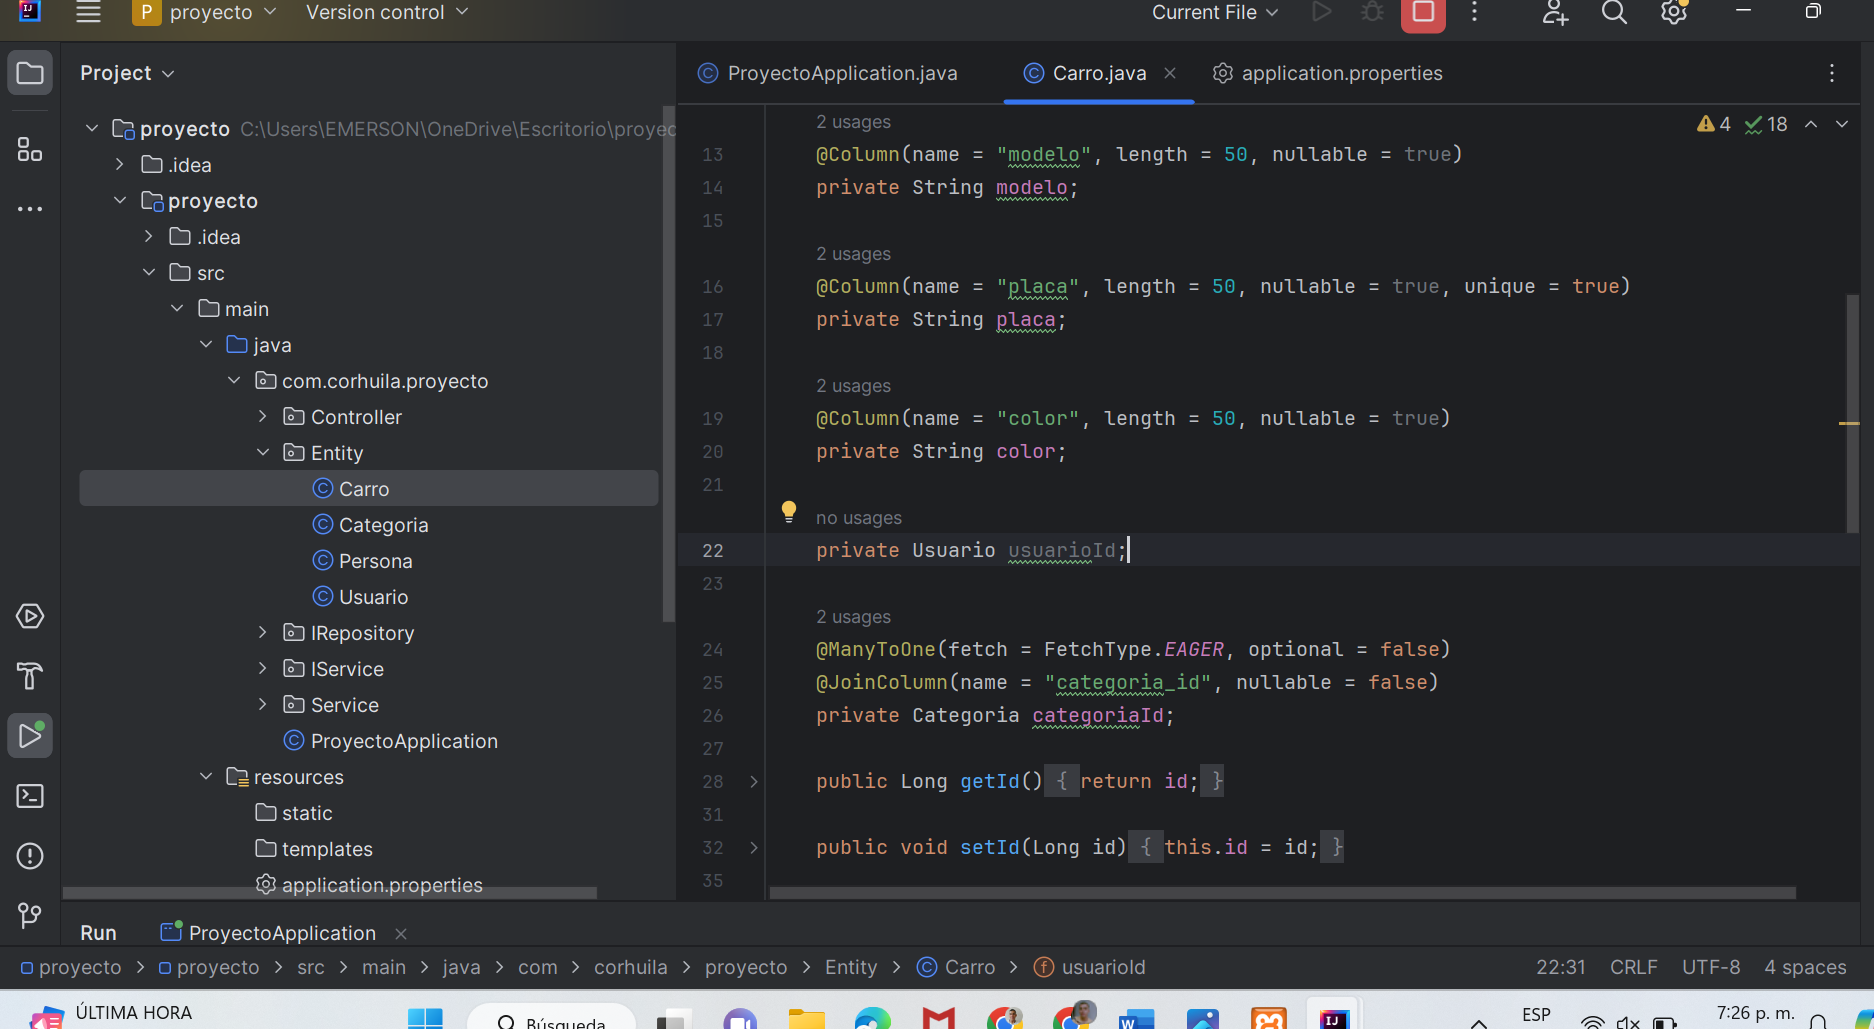 P proyecto Version control Current File
Project
ProyectoApplication.java Carro.java application.properties
proyecto C:\Users\EMERSON\OneDrive\Escritorio\proyec
.idea
proyecto
.idea
src
main
java
com.corhuila.proyecto
Controller
Entity
Carro
Categoria
Persona
Usuario
IRepository
IService
Service
ProyectoApplication
resources
static
templates
application.properties
4 18
2 usages
13 @Column(name = "modelo", length = 50, nullable = true)
14 private String modelo;
15
2 usages
16 @Column(name = "placa", length = 50, nullable = true, unique = true)
17 private String placa;
18
2 usages
19 @Column(name = "color", length = 50, nullable = true)
20 private String color;
21
no usages
22 private Usuario usuarioId;
23
2 usages
24 @ManyToOne(fetch = FetchType.EAGER, optional = false)
25 @JoinColumn(name = "categoria_id", nullable = false)
26 private Categoria categoriaId;
27
28 public Long getId() { return id; }
31
32 public void setId(Long id) { this.id = id; }
35
Run ProyectoApplication
proyecto > proyecto > src > main > java > com > corhuila > proyecto > Entity > Carro > usuarioId 22:31 CRLF UTF-8 4 spaces
ÚLTIMA HORA
Búsqueda
ESP
7:26 p. m.